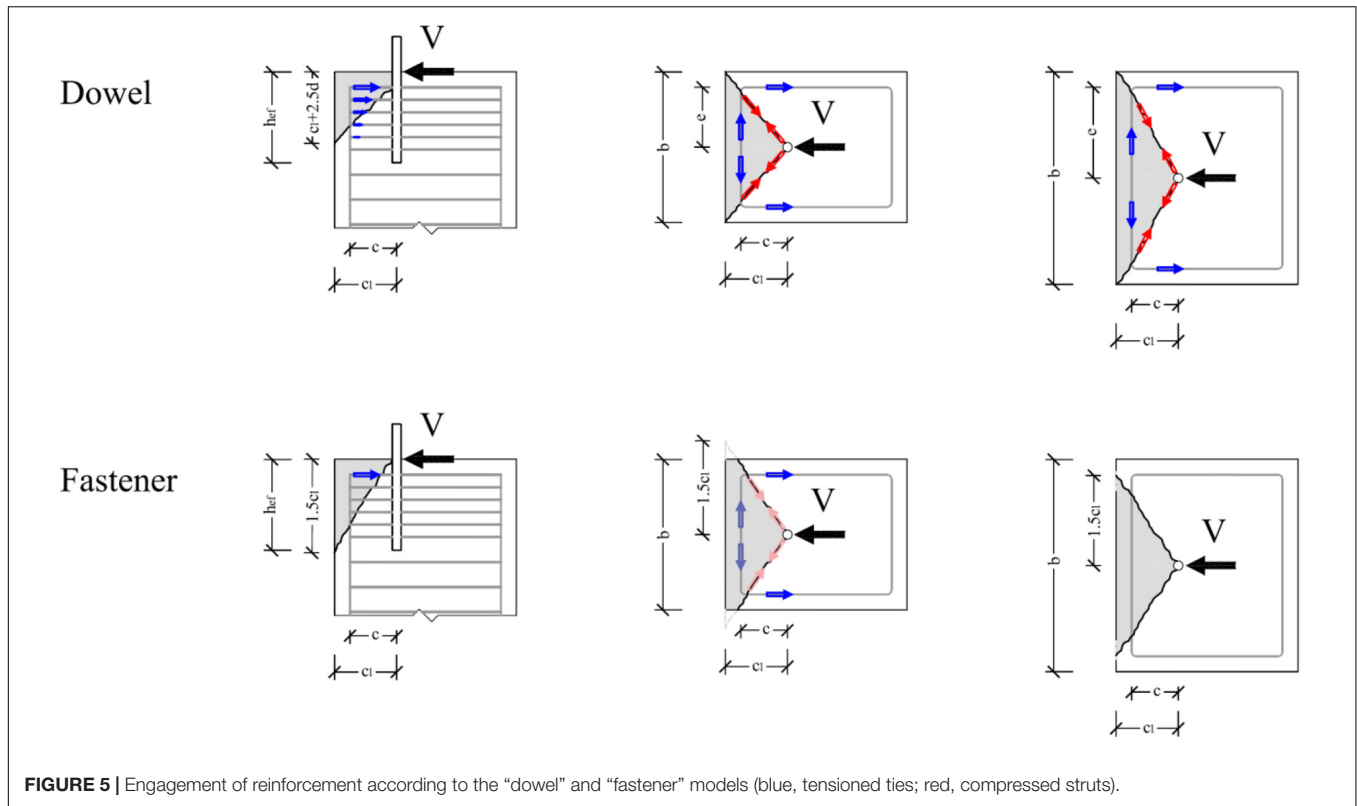 Dowel
V
hef
c1+2.5d
c
c1
V
b
e
c
c1
V
b
e
c
c1
Fastener
V
hef
1.5c1
c
c1
V
b
1.5c1
c
c1
V
b
1.5c1
c
c1
FIGURE 5 | Engagement of reinforcement according to the “dowel” and “fastener” models (blue, tensioned ties; red, compressed struts).